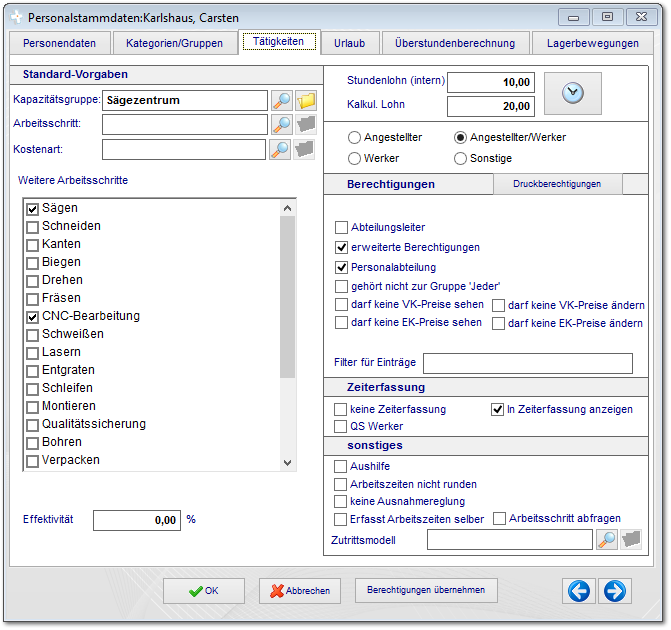 Personalstammdaten:Karlshaus, Carsten
Personendaten
Kategorien/Gruppen
Tätigkeiten
Urlaub
Überstundenberechnung
Lagerbewegungen
Standard-Vorgaben
Kapazitätsgruppe: Sägezentrum
Arbeitsschritt:
Kostenart:
Weitere Arbeitsschritte
Sägen
Schneiden
Kanten
Biegen
Drehen
Fräsen
CNC-Bearbeitung
Schweißen
Lasern
Entgraten
Schleifen
Montieren
Qualitätssicherung
Bohren
Verpacken
Effektivität 0,00 %
Stundenlohn (intern) 10,00
Kalkul. Lohn 20,00
Angestellter Angestellter/Werker
Werker Sonstige
Berechtigungen Druckberechtigungen
Abteilungsleiter
erweiterte Berechtigungen
Personalabteilung
gehört nicht zur Gruppe 'Jeder'
darf keine VK-Preise sehen darf keine VK-Preise ändern
darf keine EK-Preise sehen darf keine EK-Preise ändern
Filter für Einträge
Zeiterfassung
keine Zeiterfassung In Zeiterfassung anzeigen
QS Werker
sonstiges
Aushilfe
Arbeitszeiten nicht runden
keine Ausnahmereglung
Erfasst Arbeitszeiten selber Arbeitsschritt abfragen
Zutrittsmodell
OK
Abbrechen
Berechtigungen übernehmen